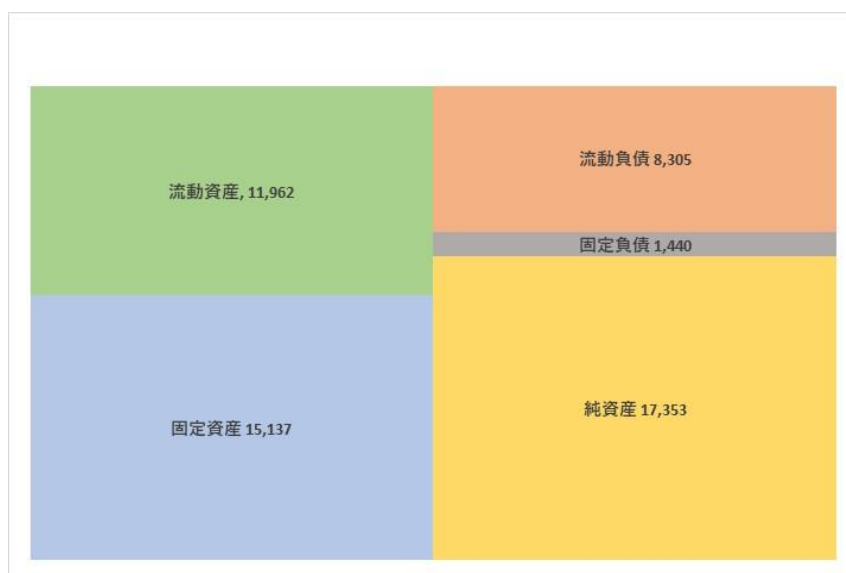 流動資産, 11,962
固定資産 15,137
流動負債 8,305
固定負債 1,440
純資産 17,353